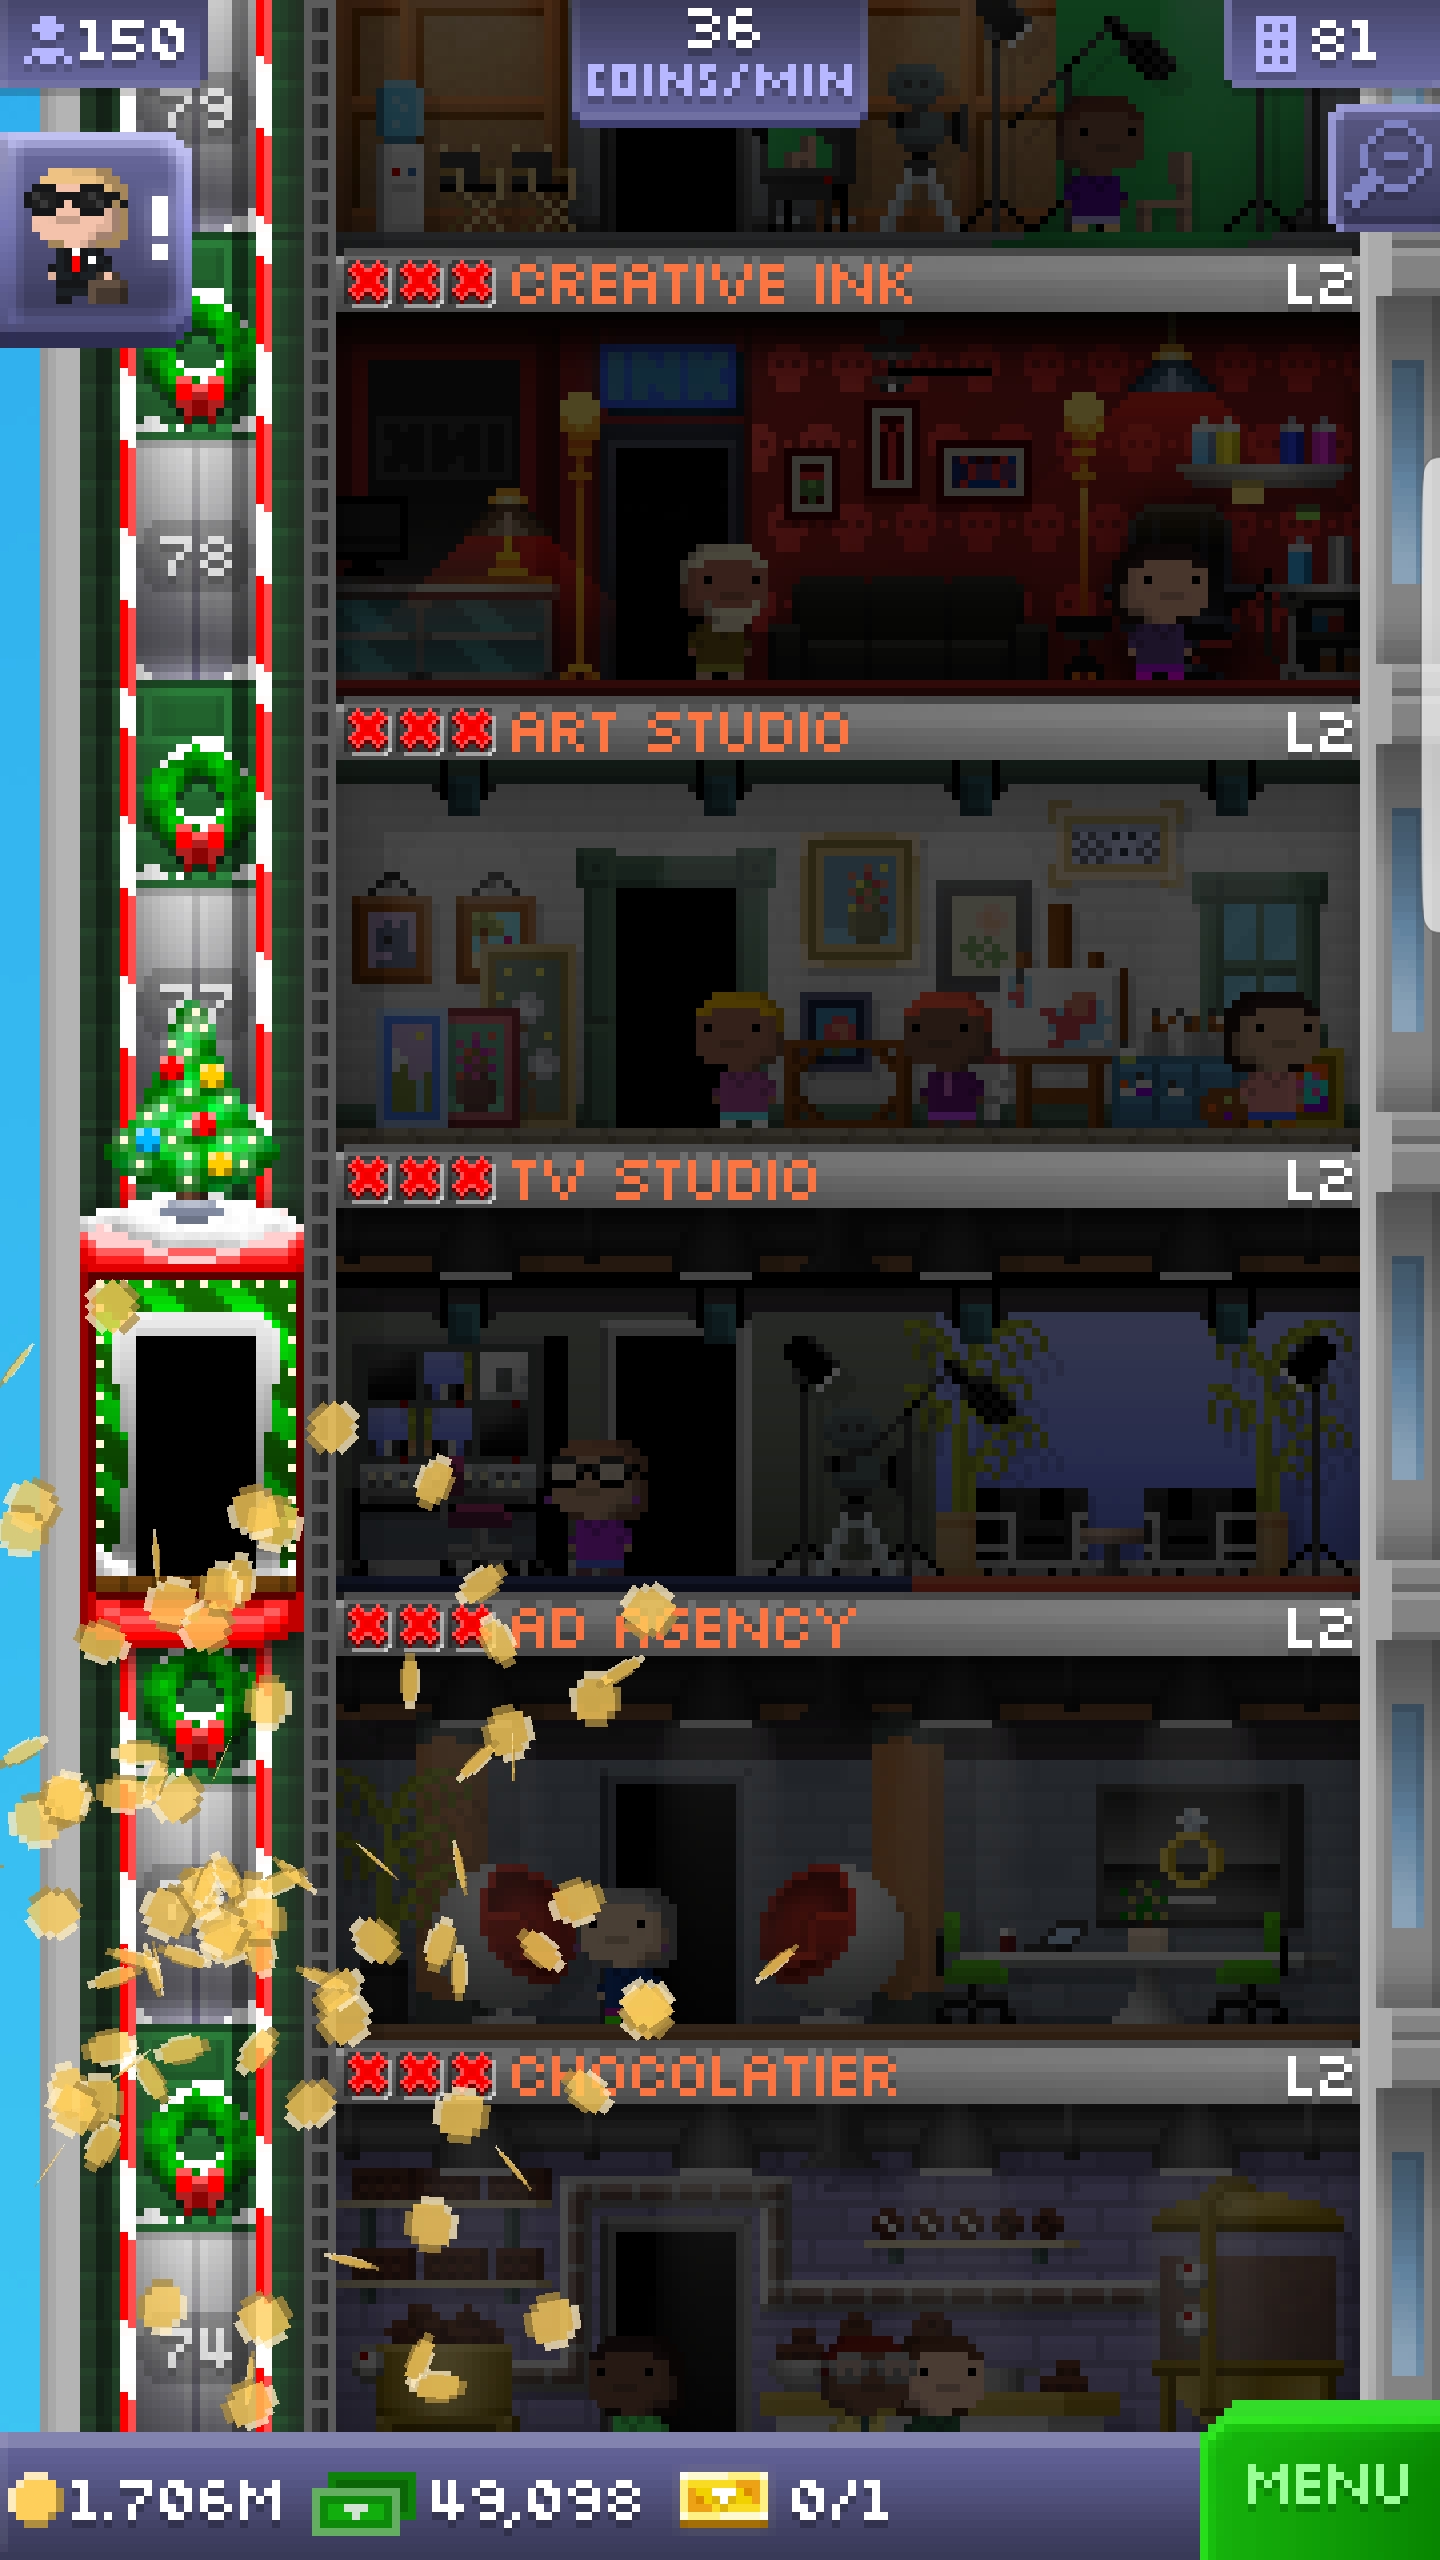 150
36
COINS/MIN
81
79
!
CREATIVE INK L2
INK
78
ART STUDIO L2
77
TV STUDIO L2
AD AGENCY L2
CHOCOLATIER L2
74
1.706M 49,098 0/1
MENU